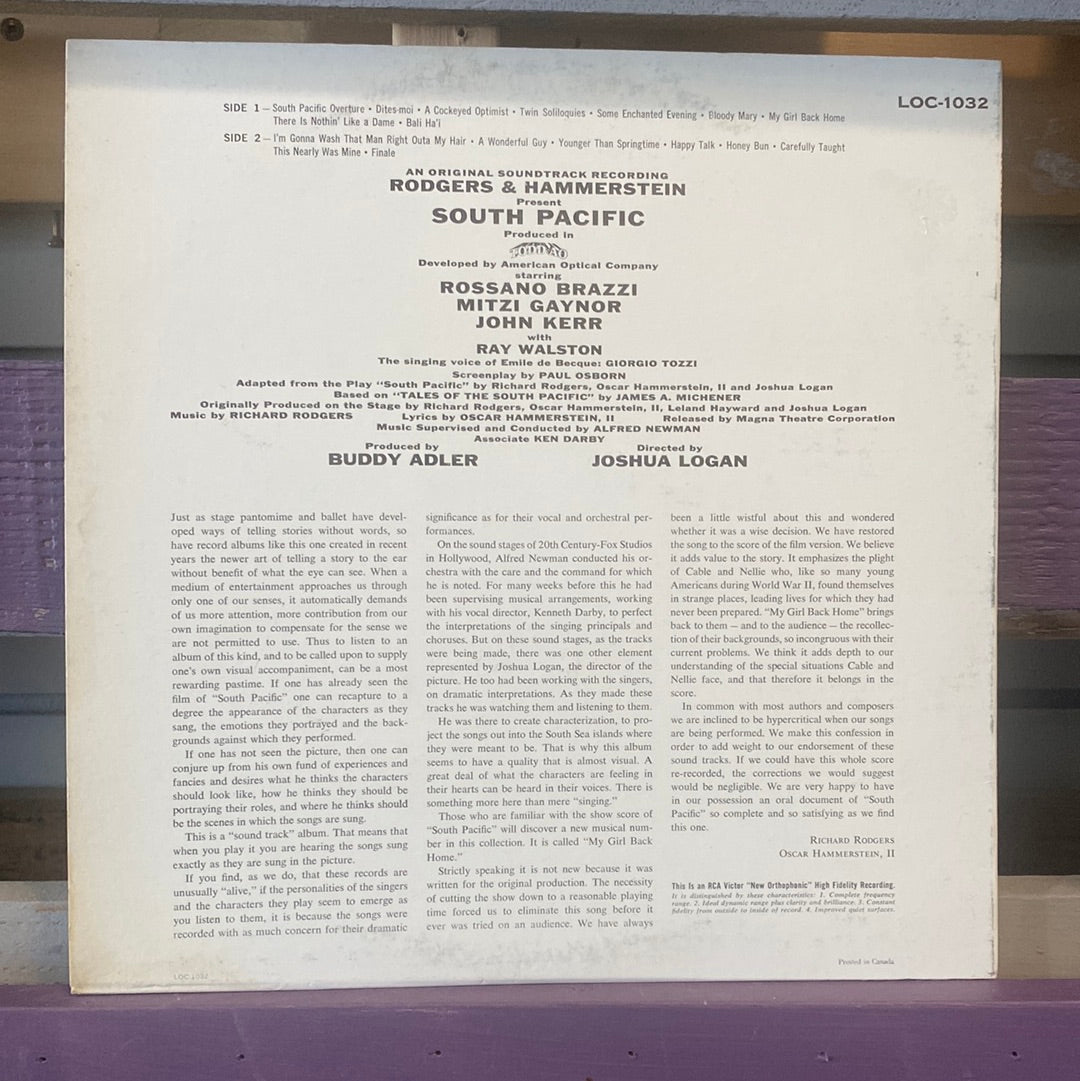 LOC-1032
SIDE 1 – South Pacific Overture • Dites-moi • A Cockeyed Optimist • Twin Soliloquies • Some Enchanted Evening • Bloody Mary • My Girl Back Home
There Is Nothin' Like a Dame • Bali Ha'i
SIDE 2 – I'm Gonna Wash That Man Right Outa My Hair • A Wonderful Guy • Younger Than Springtime • Happy Talk • Honey Bun • Carefully Taught
This Nearly Was Mine • Finale
AN ORIGINAL SOUNDTRACK RECORDING
RODGERS & HAMMERSTEIN
Present
SOUTH PACIFIC
Produced in
TODD-AO
Developed by American Optical Company
starring
ROSSANO BRAZZI
MITZI GAYNOR
JOHN KERR
with
RAY WALSTON
The singing voice of Emile de Becque: GIORGIO TOZZI
Screenplay by PAUL OSBORN
Adapted from the Play "South Pacific" by Richard Rodgers, Oscar Hammerstein, II and Joshua Logan
Based on "TALES OF THE SOUTH PACIFIC" by JAMES A. MICHENER
Originally Produced on the Stage by Richard Rodgers, Oscar Hammerstein, II, Leland Hayward and Joshua Logan
Music by RICHARD RODGERS Lyrics by OSCAR HAMMERSTEIN, II Released by Magna Theatre Corporation
Music Supervised and Conducted by ALFRED NEWMAN
Associate KEN DARBY
Produced by
BUDDY ADLER
Directed by
JOSHUA LOGAN
Just as stage pantomime and ballet have devel-
oped ways of telling stories without words, so
have record albums like this one created in recent
years the newer art of telling a story to the ear
without benefit of what the eye can see. When a
medium of entertainment approaches us through
only one of our senses, it automatically demands
of us more attention, more contribution from our
own imagination to compensate for the sense we
are not permitted to use. Thus to listen to an
album of this kind, and to be called upon to supply
one's own visual accompaniment, can be a most
rewarding pastime. If one has already seen the
film of "South Pacific" one can recapture to a
degree the appearance of the characters as they
sang, the emotions they portrayed and the back-
grounds against which they performed.
If one has not seen the picture, then one can
conjure up from his own fund of experiences and
fancies and desires what he thinks the characters
should look like, how he thinks they should be
portraying their roles, and where he thinks should
be the scenes in which the songs are sung.
This is a "sound track" album. That means that
when you play it you are hearing the songs sung
exactly as they are sung in the picture.
If you find, as we do, that these records are
unusually "alive," if the personalities of the singers
and the characters they play seem to emerge as
you listen to them, it is because the songs were
recorded with as much concern for their dramatic
significance as for their vocal and orchestral per-
formances.
On the sound stages of 20th Century-Fox Studios
in Hollywood, Alfred Newman conducted his or-
chestra with the care and the command for which
he is noted. For many weeks before this he had
been supervising musical arrangements, working
with his vocal director, Kenneth Darby, to perfect
the interpretations of the singing principals and
choruses. But on these sound stages, as the tracks
were being made, there was one other element
represented by Joshua Logan, the director of the
picture. He too had been working with the singers,
on dramatic interpretations. As they made these
tracks he was watching them and listening to them.
He was there to create characterization, to pro-
ject the songs out into the South Sea islands where
they were meant to be. That is why this album
seems to have a quality that is almost visual. A
great deal of what the characters are feeling in
their hearts can be heard in their voices. There is
something more here than mere "singing."
Those who are familiar with the show score of
"South Pacific" will discover a new musical num-
ber in this collection. It is called "My Girl Back
Home."
Strictly speaking it is not new because it was
written for the original production. The necessity
of cutting the show down to a reasonable playing
time forced us to eliminate this song before it
ever was tried on an audience. We have always
been a little wistful about this and wondered
whether it was a wise decision. We have restored
the song to the score of the film version. We believe
it adds value to the story. It emphasizes the plight
of Cable and Nellie who, like so many young
Americans during World War II, found themselves
in strange places, leading lives for which they had
never been prepared. "My Girl Back Home" brings
back to them — and to the audience — the recollec-
tion of their backgrounds, so incongruous with their
current problems. We think it adds depth to our
understanding of the special situations Cable and
Nellie face, and that therefore it belongs in the
score.
In common with most authors and composers
we are inclined to be hypercritical when our songs
are being performed. We make this confession in
order to add weight to our endorsement of these
sound tracks. If we could have this whole score
re-recorded, the corrections we would suggest
would be negligible. We are very happy to have
in our possession an oral document of "South
Pacific" so complete and so satisfying as we find
this one.
RICHARD RODGERS
OSCAR HAMMERSTEIN, II
This Is an RCA Victor "New Orthophonic" High Fidelity Recording.
It is distinguished by these characteristics: 1. Complete frequency
range. 2. Ideal dynamic range plus clarity and brilliance. 3. Constant
fidelity from outside to inside of record. 4. Improved quiet surfaces.
Printed in Canada
LOC 1032